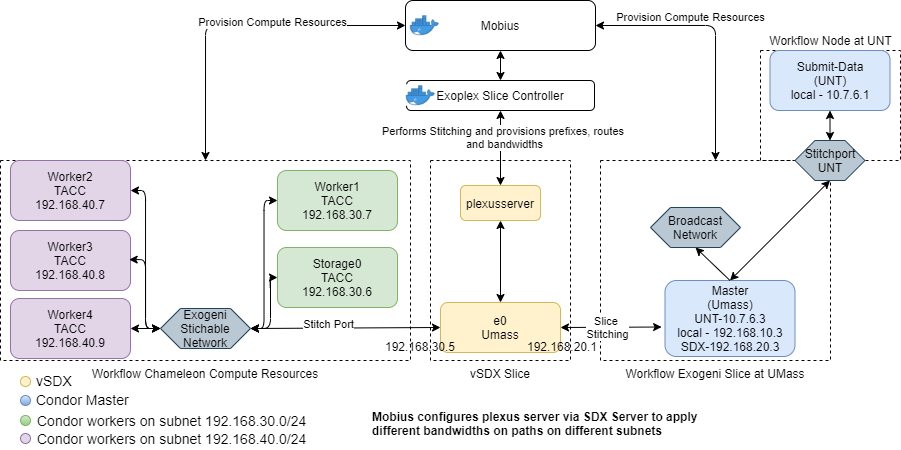 Provision Compute Resources
Mobius
Provision Compute Resources
Workflow Node at UNT
Submit-Data
(UNT)
local - 10.7.6.1
Exoplex Slice Controller
Performs Stitching and provisions prefixes, routes
and bandwidths
Stitchport
UNT
Worker2
TACC
192.168.40.7
Worker1
TACC
192.168.30.7
plexusserver
Broadcast
Network
Worker3
TACC
192.168.40.8
Storage0
TACC
192.168.30.6
Master
(Umass)
UNT-10.7.6.3
local - 192.168.10.3
SDX-192.168.20.3
Worker4
TACC
192.168.40.9
Exogeni
Stichable
Network
Stitch Port
e0
Umass
192.168.30.5
192.168.20.1
Slice
Stitching
Workflow Chameleon Compute Resources
vSDX Slice
Workflow Exogeni Slice at UMass
vSDX
Condor Master
Condor workers on subnet 192.168.30.0/24
Condor workers on subnet 192.168.40.0/24
Mobius configures plexus server via SDX Server to apply
different bandwidths on paths on different subnets